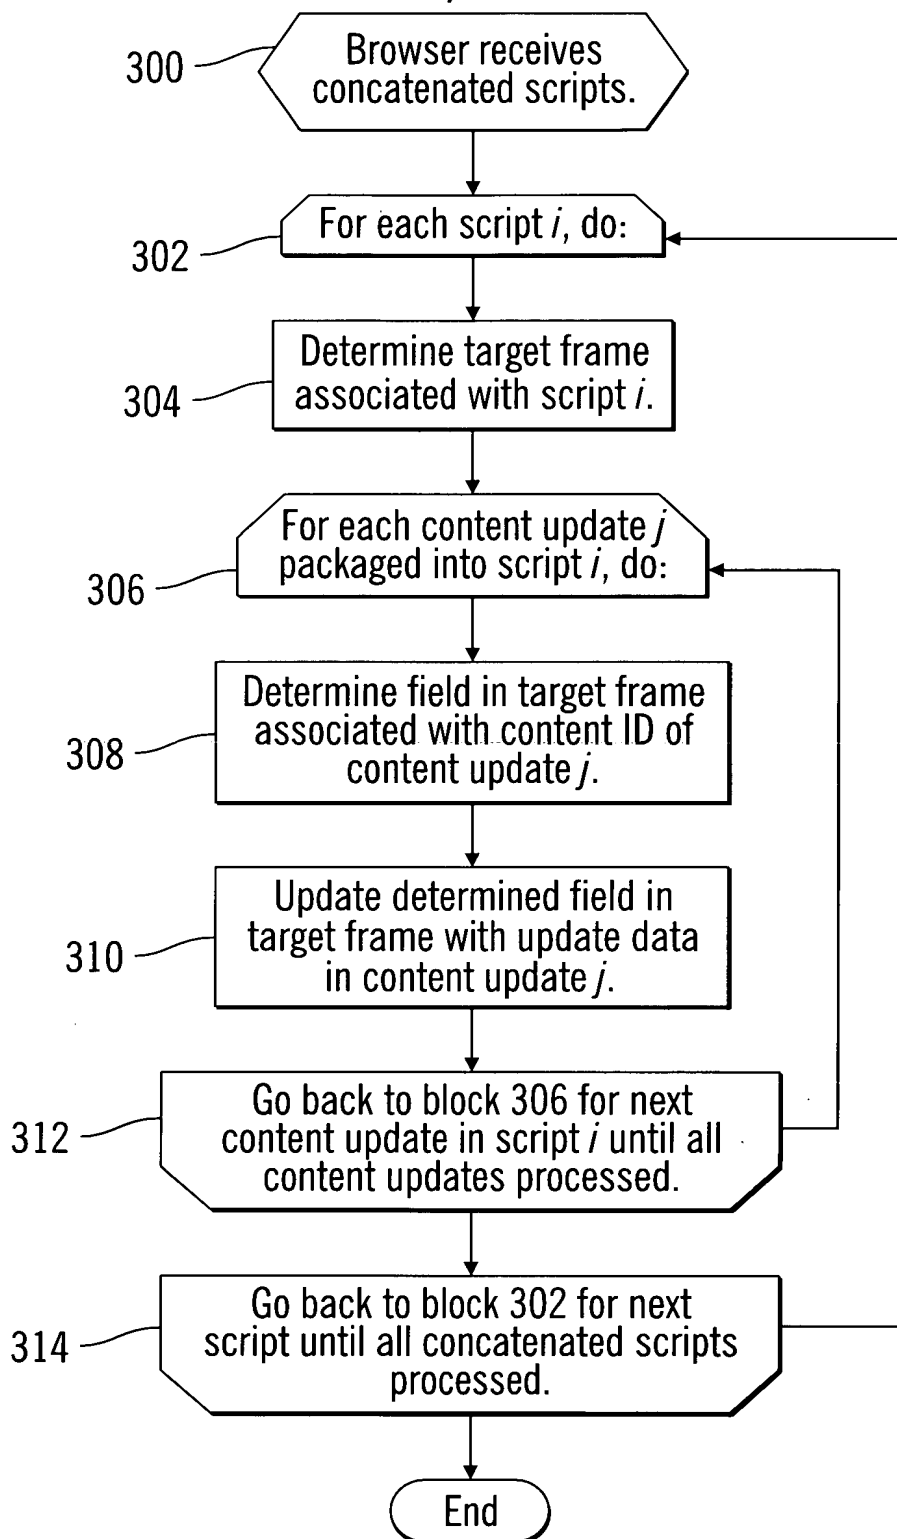 300
Browser receives
concatenated scripts.
302
For each script i, do:
304
Determine target frame
associated with script i.
306
For each content update j
packaged into script i, do:
308
Determine field in target frame
associated with content ID of
content update j.
310
Update determined field in
target frame with update data
in content update j.
312
Go back to block 306 for next
content update in script i until all
content updates processed.
314
Go back to block 302 for next
script until all concatenated scripts
processed.
End